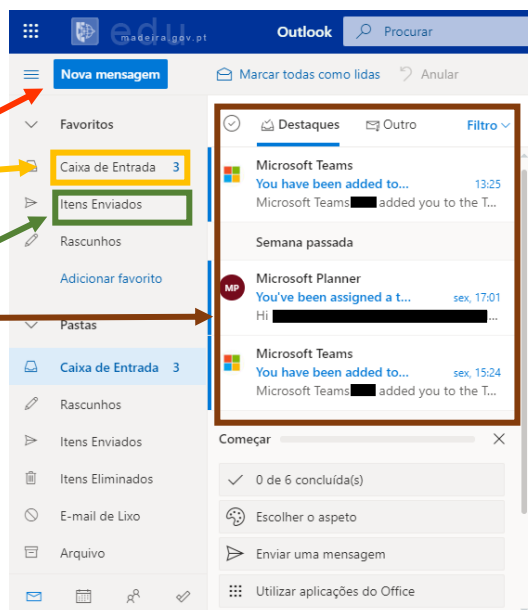 edu
madeira.gov.pt
Outlook
Procurar
Nova mensagem
Marcar todas como lidas
Anular
Favoritos
Caixa de Entrada 3
Itens Enviados
Rascunhos
Adicionar favorito
Pastas
Caixa de Entrada 3
Rascunhos
Itens Enviados
Itens Eliminados
E-mail de Lixo
Arquivo
Destaques
Outro
Filtro
Microsoft Teams
You have been added to... 13:25
Microsoft Teams added you to the T...
Semana passada
MP
Microsoft Planner
You've been assigned a t... sex, 17:01
Hi ...
Microsoft Teams
You have been added to... sex, 15:24
Microsoft Teams added you to the T...
Começar
0 de 6 concluída(s)
Escolher o aspeto
Enviar uma mensagem
Utilizar aplicações do Office